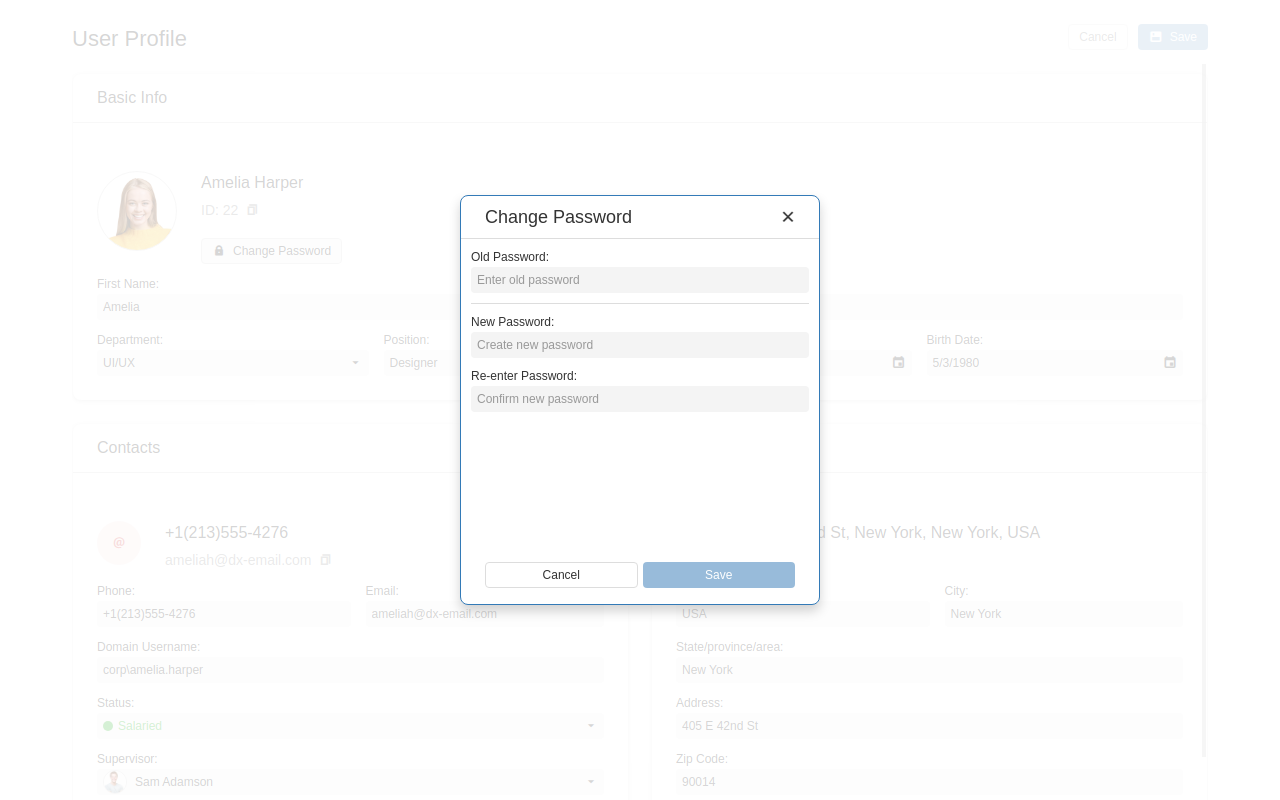 User Profile
Cancel
Save
Basic Info
Amelia Harper
ID: 22
Change Password
First Name:
Amelia
Department:
UI/UX
Position:
Designer
Birth Date:
5/3/1980
Change Password
Old Password:
Enter old password
New Password:
Create new password
Re-enter Password:
Confirm new password
Cancel
Save
Contacts
@
+1(213)555-4276
ameliah@dx-email.com
St, New York, New York, USA
Phone:
+1(213)555-4276
Email:
ameliah@dx-email.com
Domain Username:
corp\amelia.harper
Status:
Salaried
Supervisor:
Sam Adamson
USA
City:
New York
State/province/area:
New York
Address:
405 E 42nd St
Zip Code:
90014